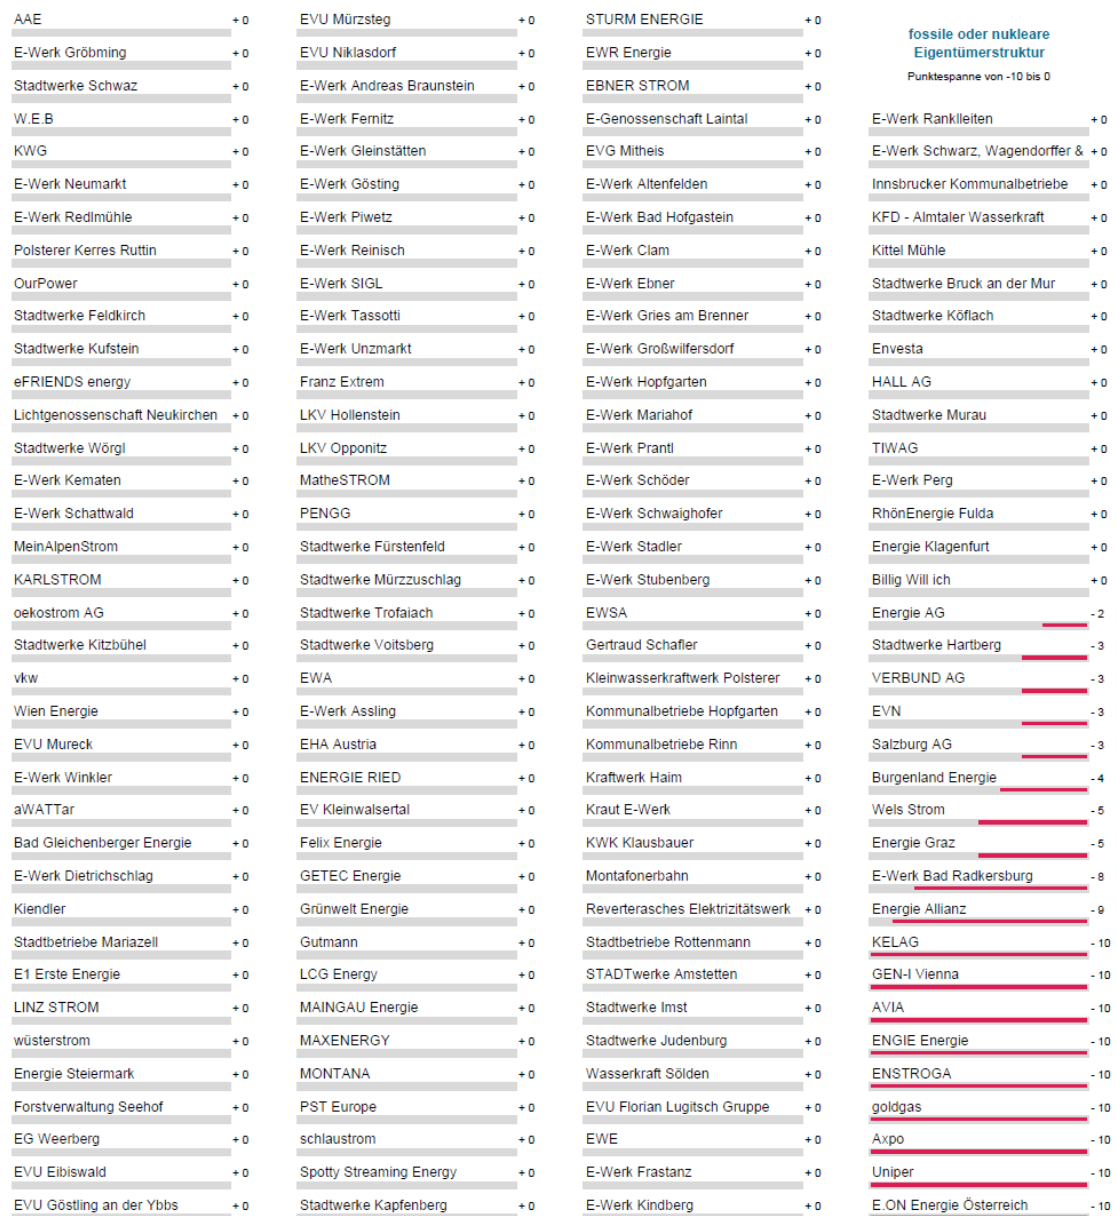 AAE + 0
E-Werk Gröbming + 0
Stadtwerke Schwaz + 0
W.E.B + 0
KWG + 0
E-Werk Neumarkt + 0
E-Werk Redlmühle + 0
Polsterer Kerres Ruttin + 0
OurPower + 0
Stadtwerke Feldkirch + 0
Stadtwerke Kufstein + 0
eFRIENDS energy + 0
Lichtgenossenschaft Neukirchen + 0
Stadtwerke Wörgl + 0
E-Werk Kematen + 0
E-Werk Schattwald + 0
MeinAlpenStrom + 0
KARLSTROM + 0
oekostrom AG + 0
Stadtwerke Kitzbühel + 0
vkw + 0
Wien Energie + 0
EVU Mureck + 0
E-Werk Winkler + 0
aWATTar + 0
Bad Gleichenberger Energie + 0
E-Werk Dietrichschlag + 0
Kiendler + 0
Stadtbetriebe Mariazell + 0
E1 Erste Energie + 0
LINZ STROM + 0
wüsterstrom + 0
Energie Steiermark + 0
Forstverwaltung Seehof + 0
EG Weerberg + 0
EVU Eibiswald + 0
EVU Göstling an der Ybbs + 0
EVU Mürzsteg + 0
EVU Niklasdorf + 0
E-Werk Andreas Braunstein + 0
E-Werk Fernitz + 0
E-Werk Gleinstätten + 0
E-Werk Gösting + 0
E-Werk Piwetz + 0
E-Werk Reinisch + 0
E-Werk SIGL + 0
E-Werk Tassotti + 0
E-Werk Unzmarkt + 0
Franz Extrem + 0
LKV Hollenstein + 0
LKV Opponitz + 0
MatheSTROM + 0
PENGG + 0
Stadtwerke Fürstenfeld + 0
Stadtwerke Mürzzuschlag + 0
Stadtwerke Trofaiach + 0
Stadtwerke Voitsberg + 0
EWA + 0
E-Werk Assling + 0
EHA Austria + 0
ENERGIE RIED + 0
EV Kleinwalsertal + 0
Felix Energie + 0
GETEC Energie + 0
Grünwelt Energie + 0
Gutmann + 0
LCG Energy + 0
MAINGAU Energie + 0
MAXENERGY + 0
MONTANA + 0
PST Europe + 0
schlaustrom + 0
Spotty Streaming Energy + 0
Stadtwerke Kapfenberg + 0
STURM ENERGIE + 0
EWR Energie + 0
EBNER STROM + 0
E-Genossenschaft Laintal + 0
EVG Mitheis + 0
E-Werk Altenfelden + 0
E-Werk Bad Hofgastein + 0
E-Werk Clam + 0
E-Werk Ebner + 0
E-Werk Gries am Brenner + 0
E-Werk Großwilfersdorf + 0
E-Werk Hopfgarten + 0
E-Werk Mariahof + 0
E-Werk Prantl + 0
E-Werk Schöder + 0
E-Werk Schwaighofer + 0
E-Werk Stadler + 0
E-Werk Stubenberg + 0
EWSA + 0
Gertraud Schafler + 0
Kleinwasserkraftwerk Polsterer + 0
Kommunalbetriebe Hopfgarten + 0
Kommunalbetriebe Rinn + 0
Kraftwerk Haim + 0
Kraut E-Werk + 0
KWK Klausbauer + 0
Montafonerbahn + 0
Reverterasches Elektrizitätswerk + 0
Stadtbetriebe Rottenmann + 0
STADTwerke Amstetten + 0
Stadtwerke Imst + 0
Stadtwerke Judenburg + 0
Wasserkraft Sölden + 0
EVU Florian Lugitsch Gruppe + 0
EWE + 0
E-Werk Frastanz + 0
E-Werk Kindberg + 0
fossile oder nukleare
Eigentümerstruktur
Punktespanne von -10 bis 0
E-Werk Ranklleiten + 0
E-Werk Schwarz, Wagendorffer & + 0
Innsbrucker Kommunalbetriebe + 0
KFD - Almtaler Wasserkraft + 0
Kittel Mühle + 0
Stadtwerke Bruck an der Mur + 0
Stadtwerke Köflach + 0
Envesta + 0
HALL AG + 0
Stadtwerke Murau + 0
TIWAG + 0
E-Werk Perg + 0
RhönEnergie Fulda + 0
Energie Klagenfurt + 0
Billig Will ich + 0
Energie AG - 2
Stadtwerke Hartberg - 3
VERBUND AG - 3
EVN - 3
Salzburg AG - 3
Burgenland Energie - 4
Wels Strom - 5
Energie Graz - 5
E-Werk Bad Radkersburg - 8
Energie Allianz - 9
KELAG - 10
GEN-I Vienna - 10
AVIA - 10
ENGIE Energie - 10
ENSTROGA - 10
goldgas - 10
Axpo - 10
Uniper - 10
E.ON Energie Österreich - 10